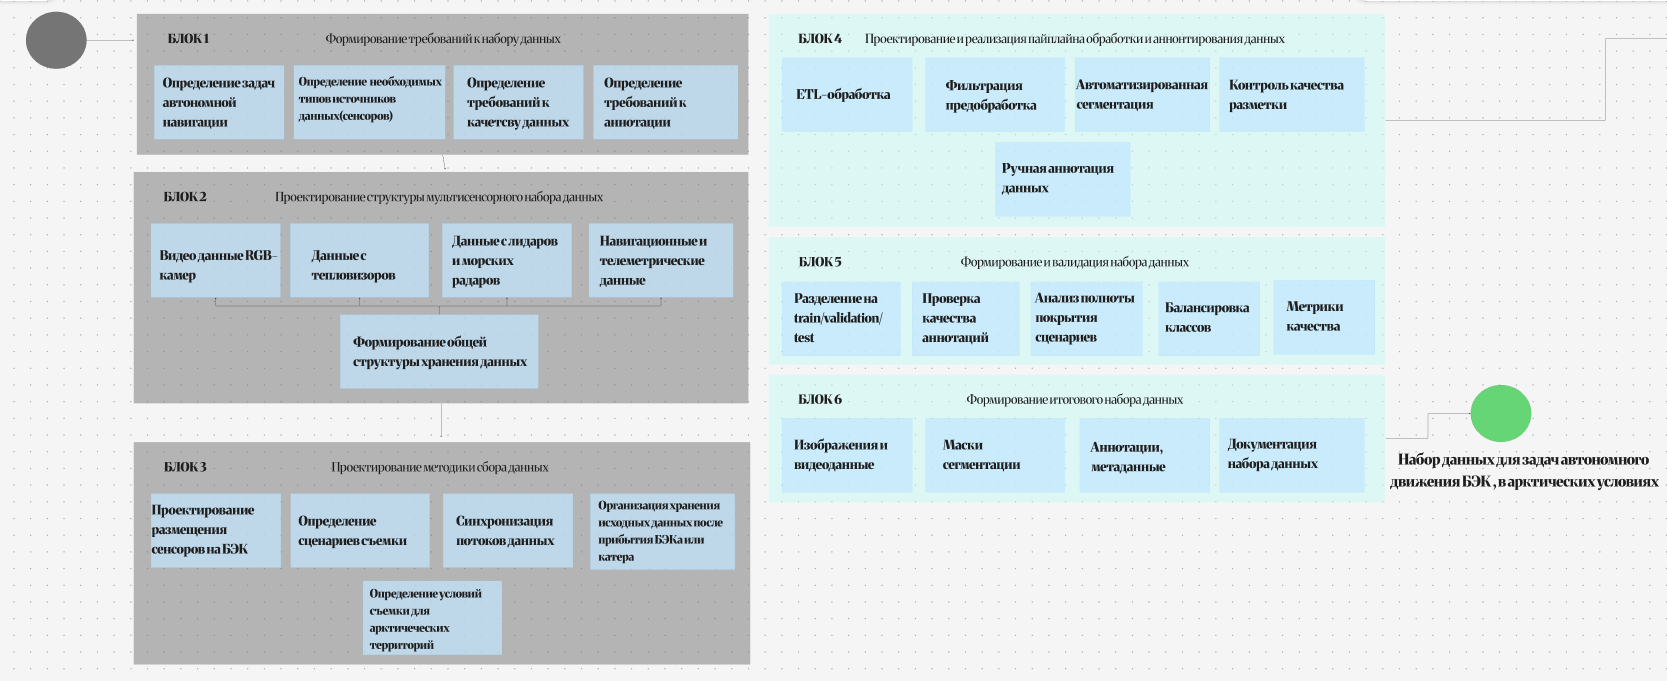 БЛОК 1
Формирование требований к набору данных
Определение задач
автономной
навигации
Определение необходимых
типов источников
данных(сенсоров)
Определение
требований к
качетсву данных
Определение
требований к
аннотации
БЛОК 2
Проектирование структуры мультисенсорного набора данных
Видео данные RGB-
камер
Данные с
тепловизоров
Данные с лидаров
и морских
радаров
Навигационные и
телеметрические
данные
Формирование общей
структуры хранения данных
БЛОК 3
Проектирование методики сбора данных
Проектирование
размещения
сенсоров на БЭК
Определение
сценариев съемки
Синхронизация
потоков данных
Организация хранения
исходных данных после
прибытия БЭКа или
катера
Определение условий
съемки для
арктичеческих
территорий
БЛОК 4
Проектирование и реализация пайплайна обработки и аннонтирования данных
ETL-обработка
Фильтрация
предобработка
Автоматизированная
сегментация
Контроль качества
разметки
Ручная аннотация
данных
БЛОК 5
Формирование и валидация набора данных
Разделение на
train/validation/
test
Проверка
качества
аннотаций
Анализ полноты
покрытия
сценариев
Балансировка
классов
Метрики
качества
БЛОК 6
Формирование итогового набора данных
Изображения и
видеоданные
Маски
сегментации
Аннотации,
метаданные
Документация
набора данных
Набор данных для задач автономного
движения БЭК , в арктических условиях